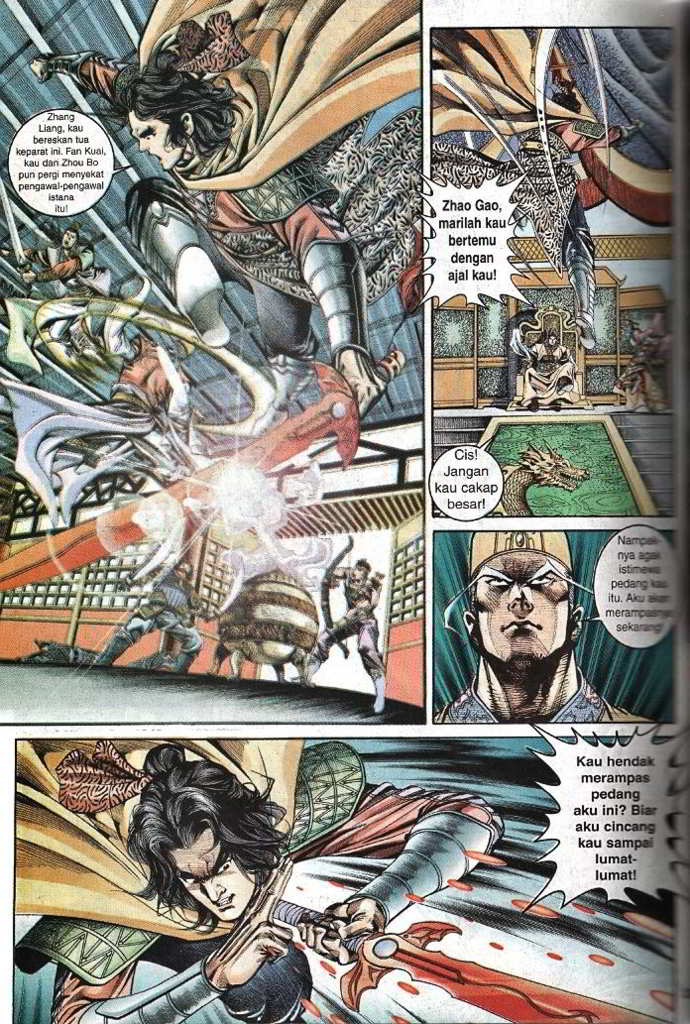 Zhang
Liang, kau
bereskan tua
keparat ini. Fan Kuai,
kau dan Zhou Bo
pun pergi menyekat
pengawal-pengawal
istana
itu!
Zhao Gao,
marilah kau
bertemu
dengan
ajal kau!
Cis!
Jangan
kau cakap
besar!
Nampak-
nya agak
istimewa
pedang kau
itu. Aku akan
merampasnya
sekarang!
Kau hendak
merampas
pedang
aku ini? Biar
aku cincang
kau sampai
lumat-
lumat!